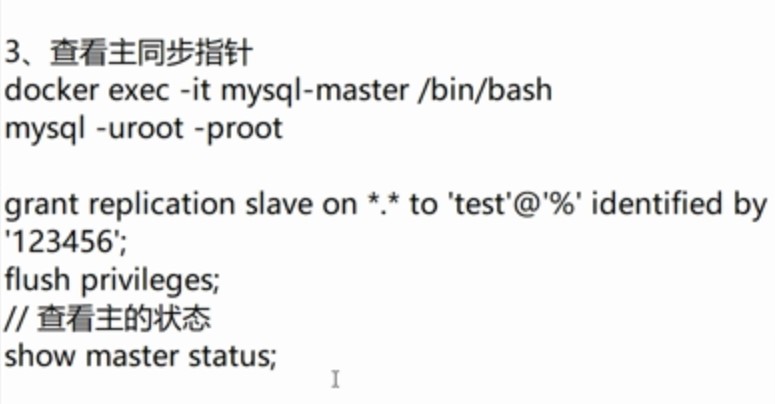 3、查看主同步指针
docker exec -it mysql-master /bin/bash
mysql -uroot -proot
grant replication slave on *.* to 'test'@'%' identified by
'123456';
flush privileges;
// 查看主的状态
show master status;